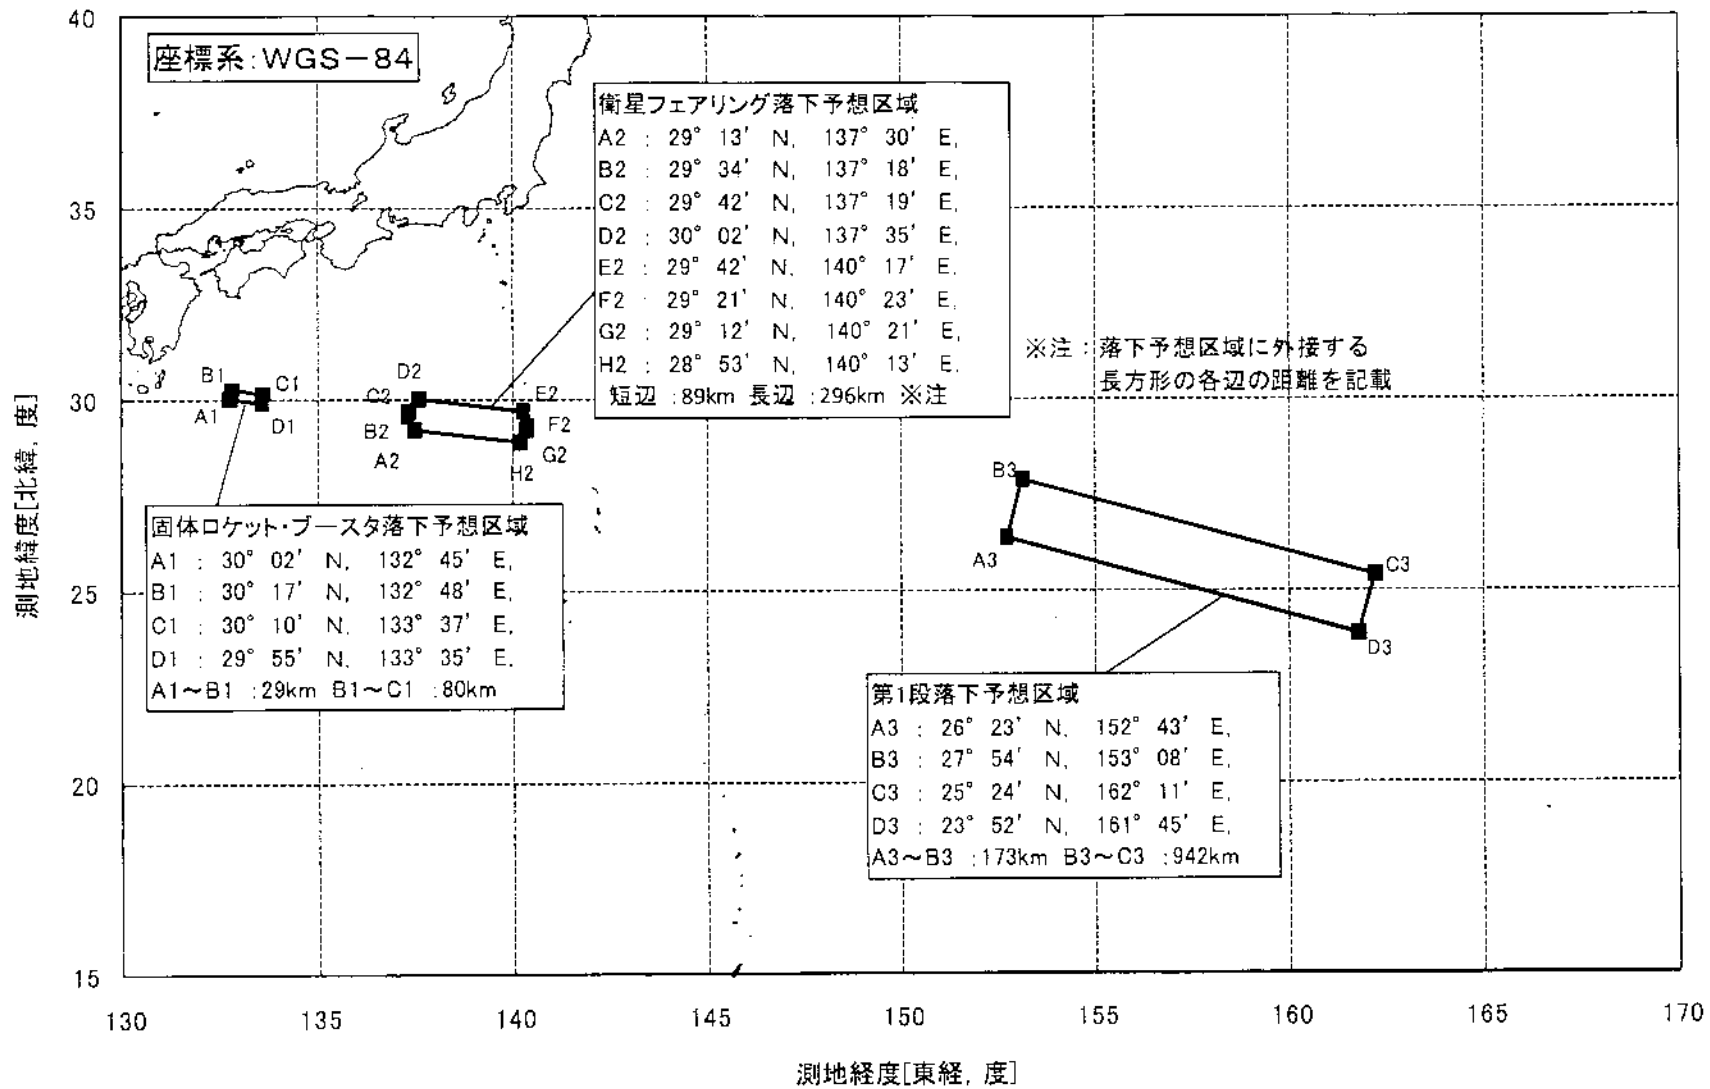 座標系:WGS-84
衛星フェアリング落下予想区域
A2 : 29° 13' N, 137° 30' E,
B2 : 29° 34' N, 137° 18' E,
C2 : 29° 42' N, 137° 19' E,
D2 : 30° 02' N, 137° 35' E,
E2 : 29° 42' N, 140° 17' E,
F2 : 29° 21' N, 140° 23' E,
G2 : 29° 12' N, 140° 21' E,
H2 : 28° 53' N, 140° 13' E.
短辺 :89km 長辺 :296km ※注
※注:落下予想区域に外接する
長方形の各辺の距離を記載
固体ロケット・ブースタ落下予想区域
A1 : 30° 02' N, 132° 45' E,
B1 : 30° 17' N, 132° 48' E,
C1 : 30° 10' N, 133° 37' E,
D1 : 29° 55' N, 133° 35' E.
A1~B1 :29km B1~C1 :80km
第1段落下予想区域
A3 : 26° 23' N, 152° 43' E,
B3 : 27° 54' N, 153° 08' E,
C3 : 25° 24' N, 162° 11' E,
D3 : 23° 52' N, 161° 45' E,
A3~B3 :173km B3~C3 :942km
B1
C1
A1
D1
D2
C2
E2
B2
F2
A2
G2
H2
B3
A3
C3
D3
40
35
30
25
20
15
測地緯度[北緯, 度]
130 135 140 145 150 155 160 165 170
測地経度[東経, 度]